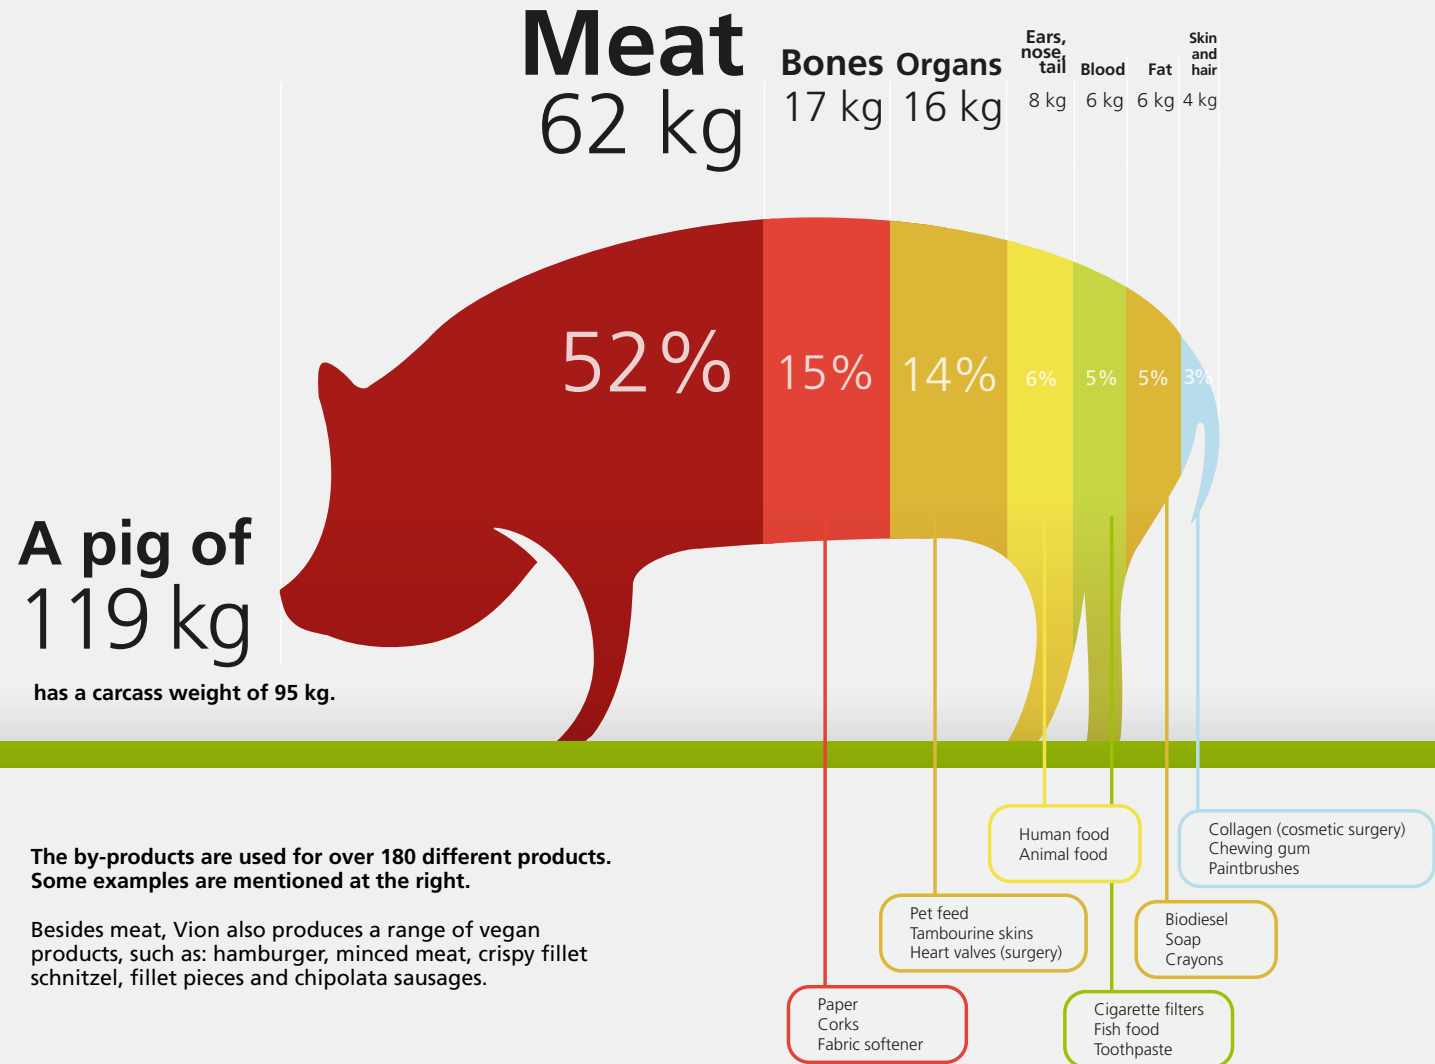 Meat
62 kg
Bones
17 kg
Organs
16 kg
Ears,
nose,
tail
8 kg
Blood
6 kg
Fat
6 kg
Skin
and
hair
4 kg
52%
15%
14%
6%
5%
5%
3%
A pig of
119 kg
has a carcass weight of 95 kg.
The by-products are used for over 180 different products.
Some examples are mentioned at the right.
Besides meat, Vion also produces a range of vegan
products, such as: hamburger, minced meat, crispy fillet
schnitzel, fillet pieces and chipolata sausages.
Paper
Corks
Fabric softener
Pet feed
Tambourine skins
Heart valves (surgery)
Human food
Animal food
Cigarette filters
Fish food
Toothpaste
Biodiesel
Soap
Crayons
Collagen (cosmetic surgery)
Chewing gum
Paintbrushes